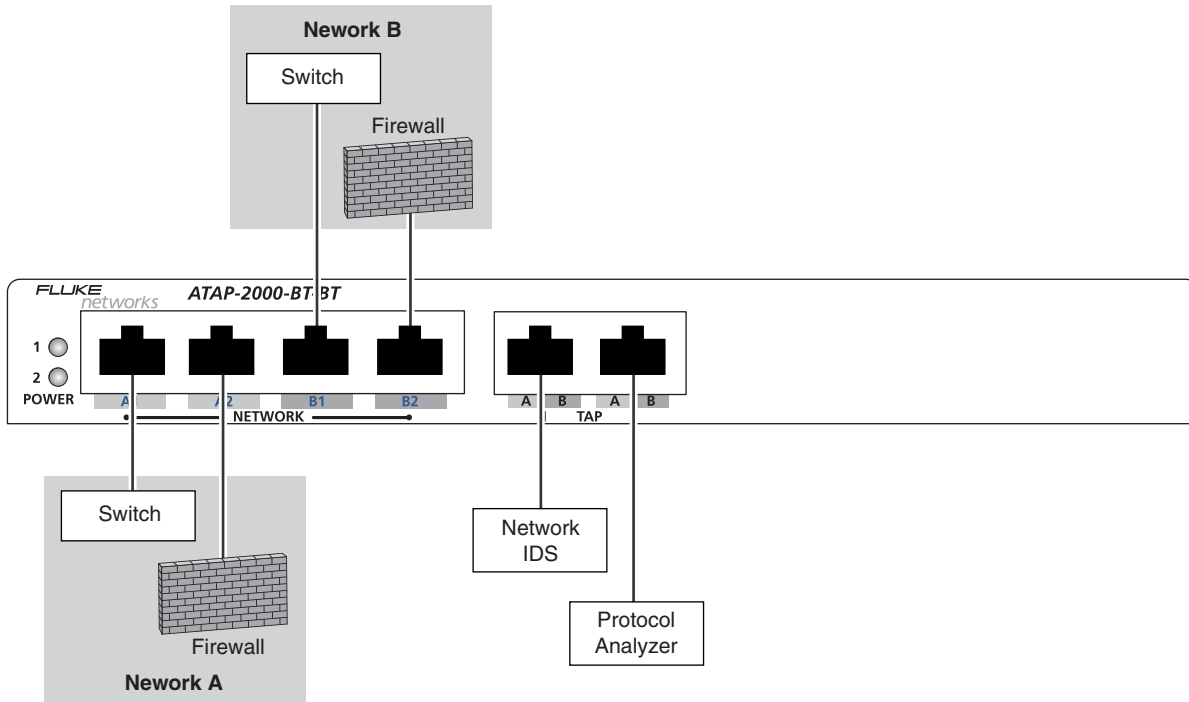 Nework B
Switch
Firewall
FLUKE
networks
ATAP-2000-BT-BT
1
2
POWER
A1 A2 B1 B2
NETWORK
A B A B
TAP
Switch
Firewall
Nework A
Network
IDS
Protocol
Analyzer